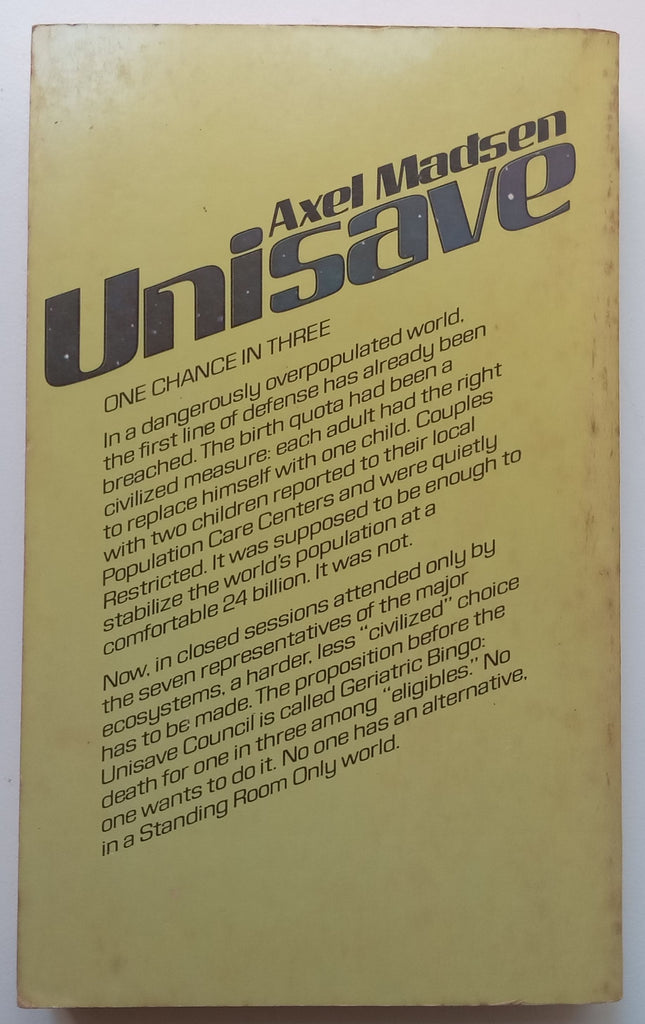 Axel Madsen
Unisave
ONE CHANCE IN THREE
In a dangerously overpopulated world,
the first line of defense has already been
breached. The birth quota had been a
civilized measure: each adult had the right
to replace himself with one child. Couples
with two children reported to their local
Population Care Centers and were quietly
Restricted. It was supposed to be enough to
stabilize the world's population at a
comfortable 24 billion. It was not.
Now, in closed sessions attended only by
the seven representatives of the major
ecosystems, a harder, less "civilized" choice
has to be made. The proposition before the
Unisave Council is called Geriatric Bingo:
death for one in three among "eligibles." No
one wants to do it. No one has an alternative,
in a Standing Room Only world.